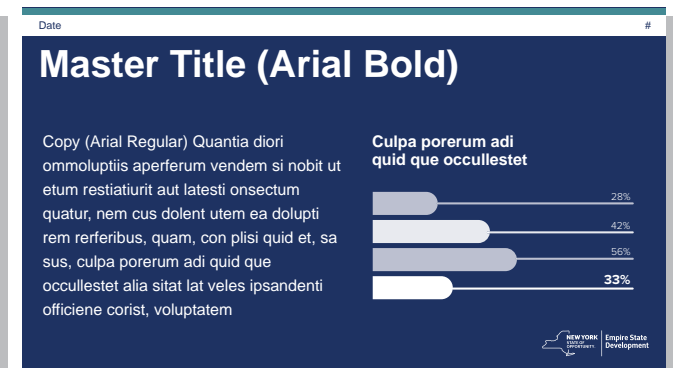 Date
#
Master Title (Arial Bold)
Copy (Arial Regular) Quantia diori
ommoluptiis aperferum vendem si nobit ut
etum restiatiurit aut latesti onsectum
quatur, nem cus dolent utem ea dolupti
rem rerferibus, quam, con plisi quid et, sa
sus, culpa porerum adi quid que
occullestet alia sitat lat veles ipsandenti
officiene corist, voluptatem
Culpa porerum adi
quid que occullestet
28%
42%
56%
33%
NEW YORK
STATE OF
OPPORTUNITY.
Empire State
Development